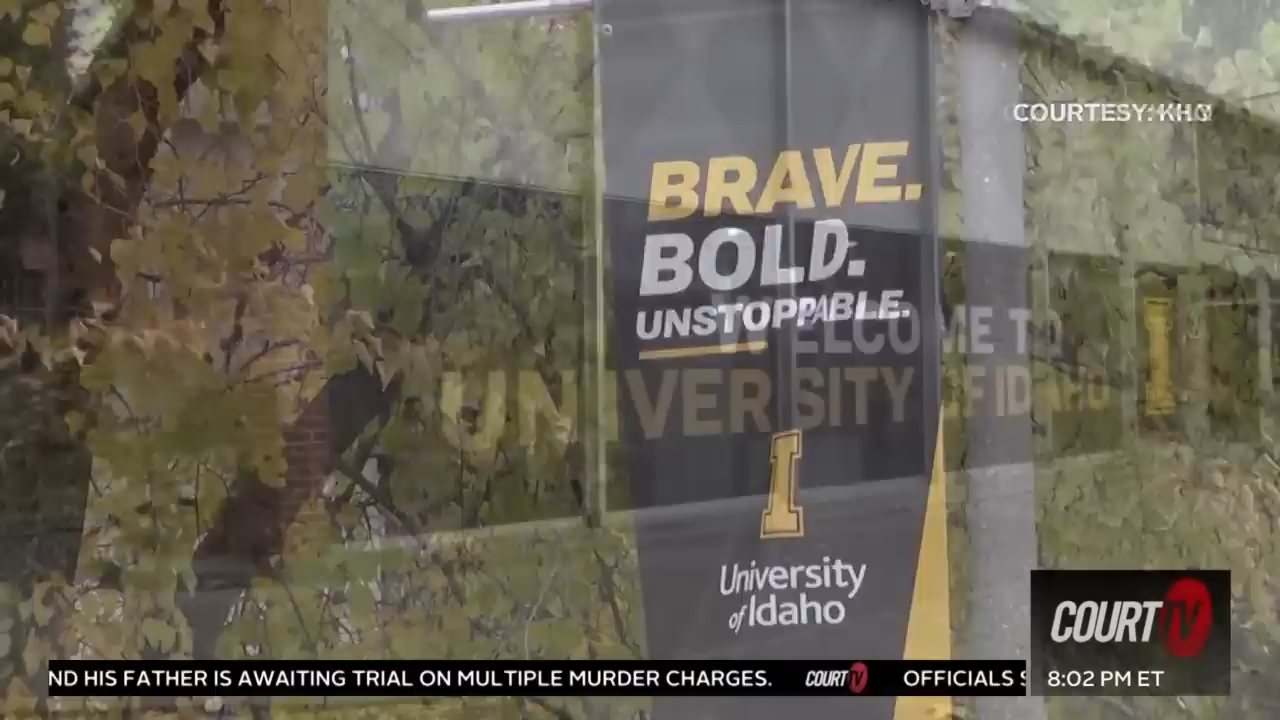 COURTESY:
BRAVE.
BOLD.
UNSTOPPABLE.
WELCOME TO
UNIVERSITY OF IDAHO
I
I
University
of Idaho
COURT TV
ND HIS FATHER IS AWAITING TRIAL ON MULTIPLE MURDER CHARGES. COURT TV OFFICIALS S
8:02 PM ET